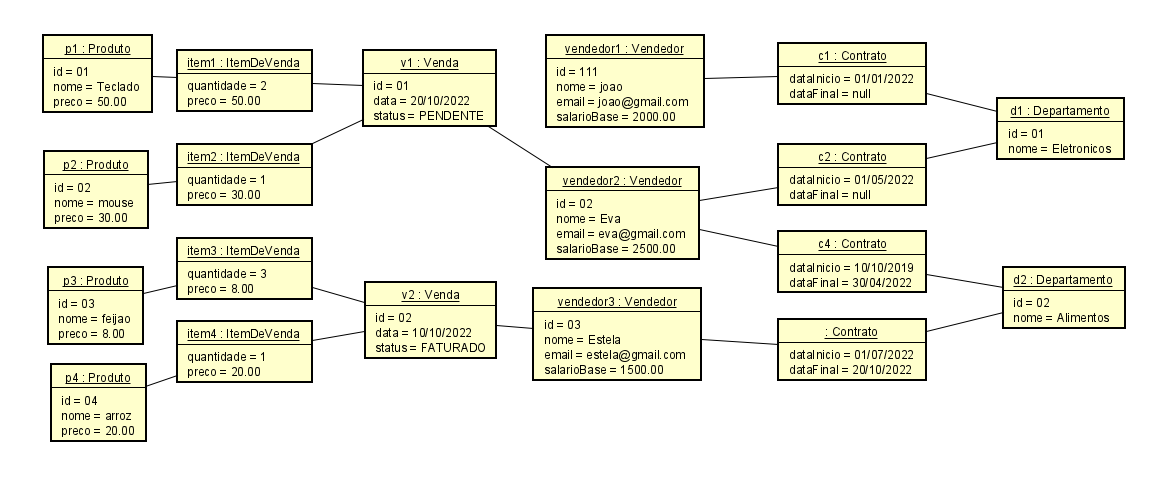 p1 : Produto
id = 01
nome = Teclado
preco = 50.00
item1 : ItemDeVenda
quantidade = 2
preco = 50.00
v1 : Venda
id = 01
data = 20/10/2022
status = PENDENTE
vendedor1 : Vendedor
id = 111
nome = joao
email = joao@gmail.com
salarioBase = 2000.00
c1 : Contrato
dataInicio = 01/01/2022
dataFinal = null
d1 : Departamento
id = 01
nome = Eletronicos
p2 : Produto
id = 02
nome = mouse
preco = 30.00
item2 : ItemDeVenda
quantidade = 1
preco = 30.00
vendedor2 : Vendedor
id = 02
nome = Eva
email = eva@gmail.com
salarioBase = 2500.00
c2 : Contrato
dataInicio = 01/05/2022
dataFinal = null
c4 : Contrato
dataInicio = 10/10/2019
dataFinal = 30/04/2022
d2 : Departamento
id = 02
nome = Alimentos
p3 : Produto
id = 03
nome = feijao
preco = 8.00
item3 : ItemDeVenda
quantidade = 3
preco = 8.00
v2 : Venda
id = 02
data = 10/10/2022
status = FATURADO
vendedor3 : Vendedor
id = 03
nome = Estela
email = estela@gmail.com
salarioBase = 1500.00
: Contrato
dataInicio = 01/07/2022
dataFinal = 20/10/2022
item4 : ItemDeVenda
quantidade = 1
preco = 20.00
p4 : Produto
id = 04
nome = arroz
preco = 20.00